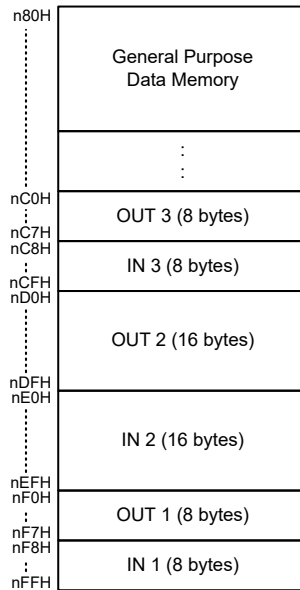 n80H
General Purpose
Data Memory
:
:
nC0H
OUT 3 (8 bytes)
nC7H
nC8H
IN 3 (8 bytes)
nCFH
nD0H
OUT 2 (16 bytes)
nDFH
nE0H
IN 2 (16 bytes)
nEFH
nF0H
OUT 1 (8 bytes)
nF7H
nF8H
IN 1 (8 bytes)
nFFH